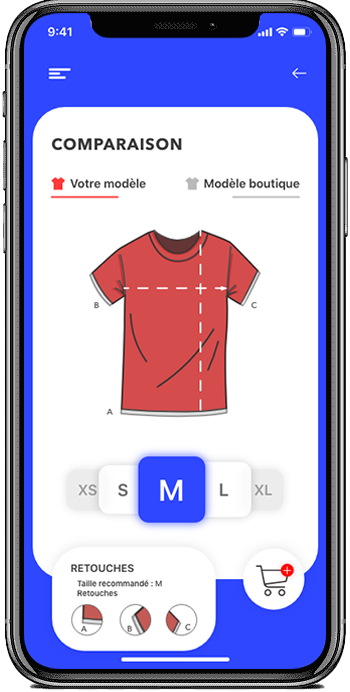 9:41
COMPARAISON
Votre modèle Modèle boutique
B C
A
XS S M L XL
RETOUCHES
Taille recommandé : M
Retouches
A B C